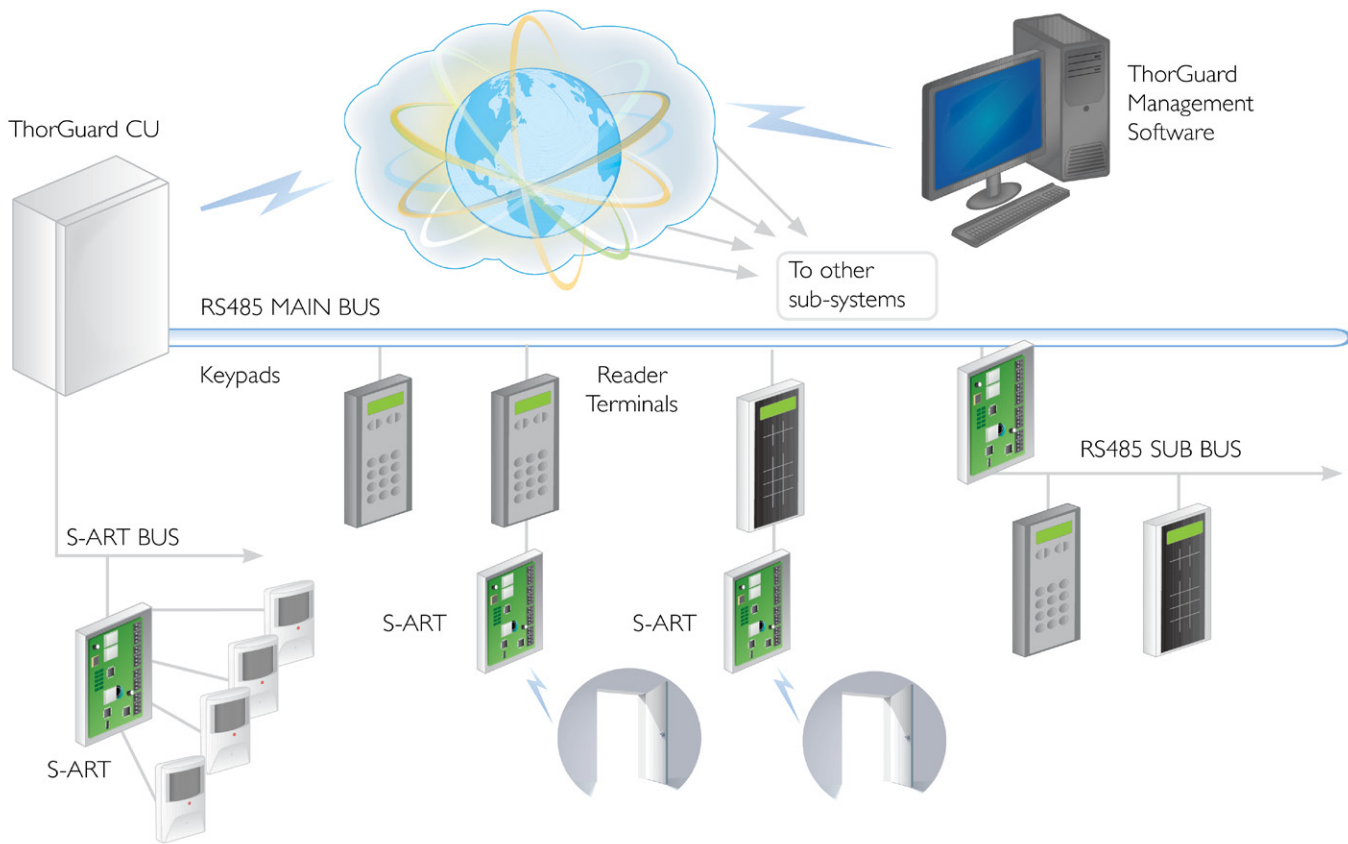 ThorGuard CU
ThorGuard
Management
Software
To other
sub-systems
RS485 MAIN BUS
Keypads
Reader
Terminals
RS485 SUB BUS
S-ART BUS
S-ART
S-ART
S-ART